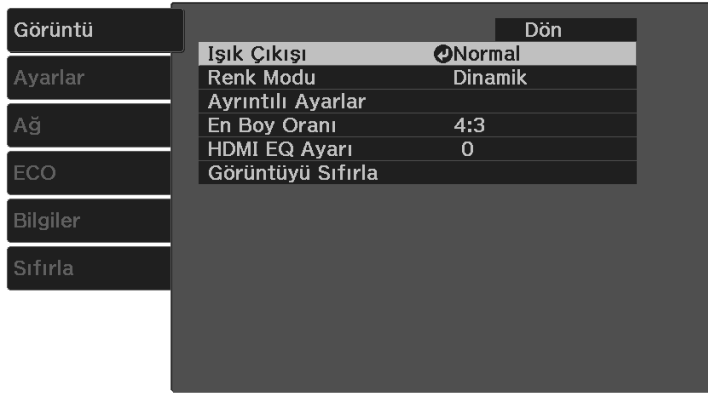 Görüntü
Ayarlar
Ağ
ECO
Bilgiler
Sıfırla
Dön
Işık Çıkışı Normal
Renk Modu Dinamik
Ayrıntılı Ayarlar
En Boy Oranı 4:3
HDMI EQ Ayarı 0
Görüntüyü Sıfırla